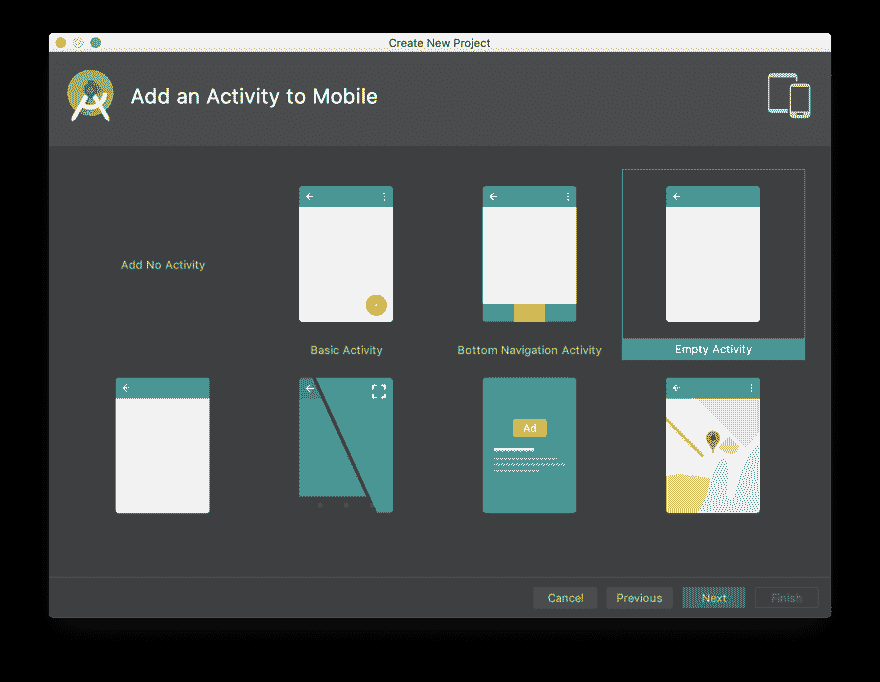 Create New Project
Add an Activity to Mobile
Add No Activity
Basic Activity
Bottom Navigation Activity
Empty Activity
Ad
Cancel
Previous
Next
Finish